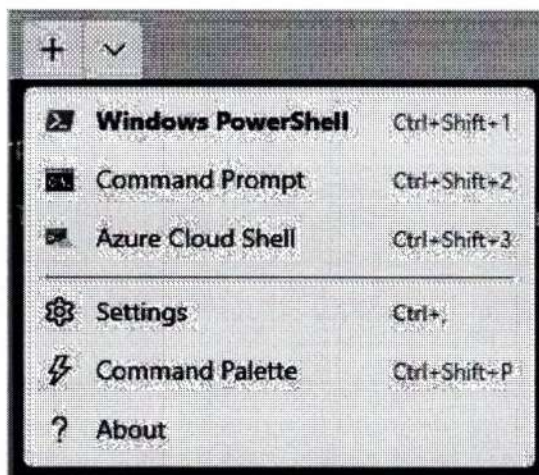 Windows PowerShell Ctrl+Shift+1
Command Prompt Ctrl+Shift+2
Azure Cloud Shell Ctrl+Shift+3
Settings Ctrl+,
Command Palette Ctrl+Shift+P
? About